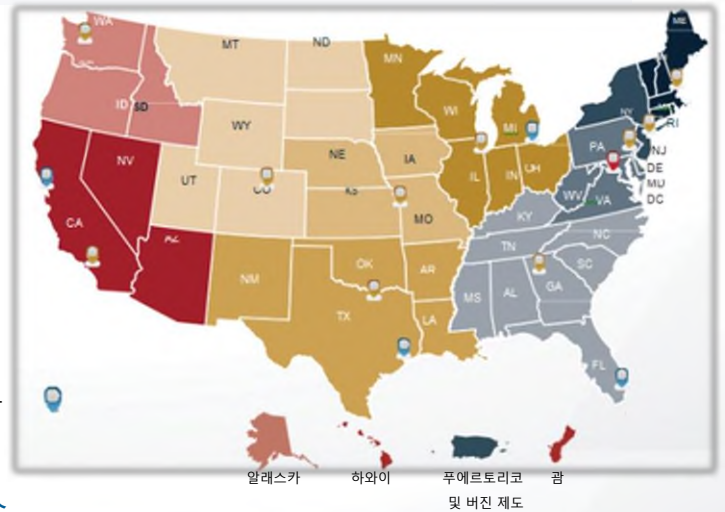 WA
ME
MT
ND
MN
ID
SD
WI
MI
NY
RI
WY
PA
NJ
NV
NE
IA
IL
IN
OH
DE
MD
UT
CO
KS
MO
WV
VA
DC
CA
KY
AZ
TN
NC
OK
AR
NM
SC
MS
AL
GA
TX
LA
FL
알래스카
하와이
푸에르토리코
및 버진 제도
괌